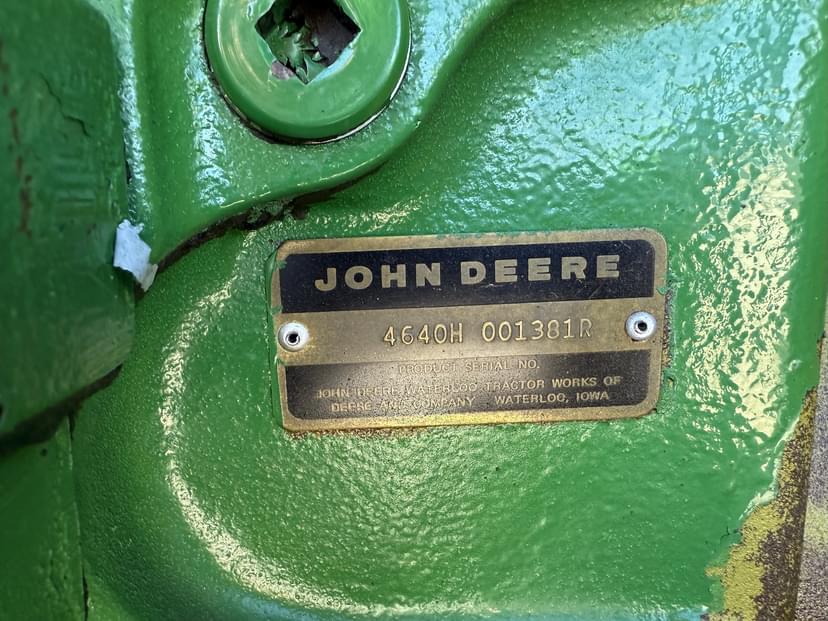 JOHN DEERE
4640H 001381R
PRODUCT SERIAL NO.
JOHN DEERE WATERLOO TRACTOR WORKS OF
DEERE AND COMPANY WATERLOO, IOWA